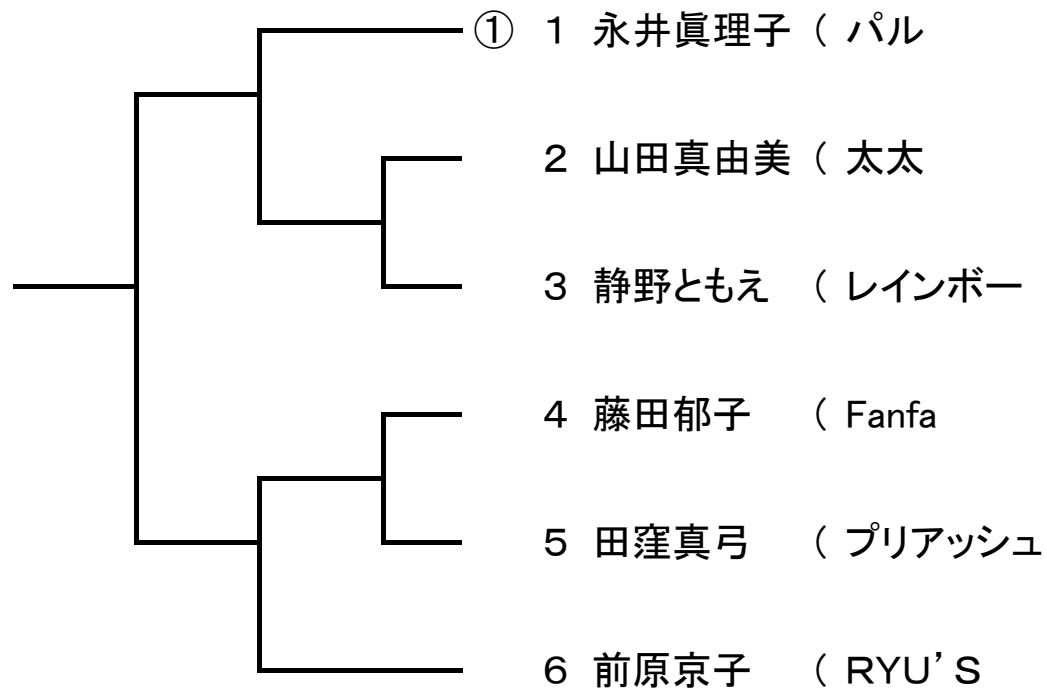 ① 1 永井眞理子 ( パル
2 山田真由美 ( 太太
3 静野ともえ ( レインボー
4 藤田郁子 ( Fanfa
5 田窪真弓 ( プリアッシュ
6 前原京子 ( RYU'S